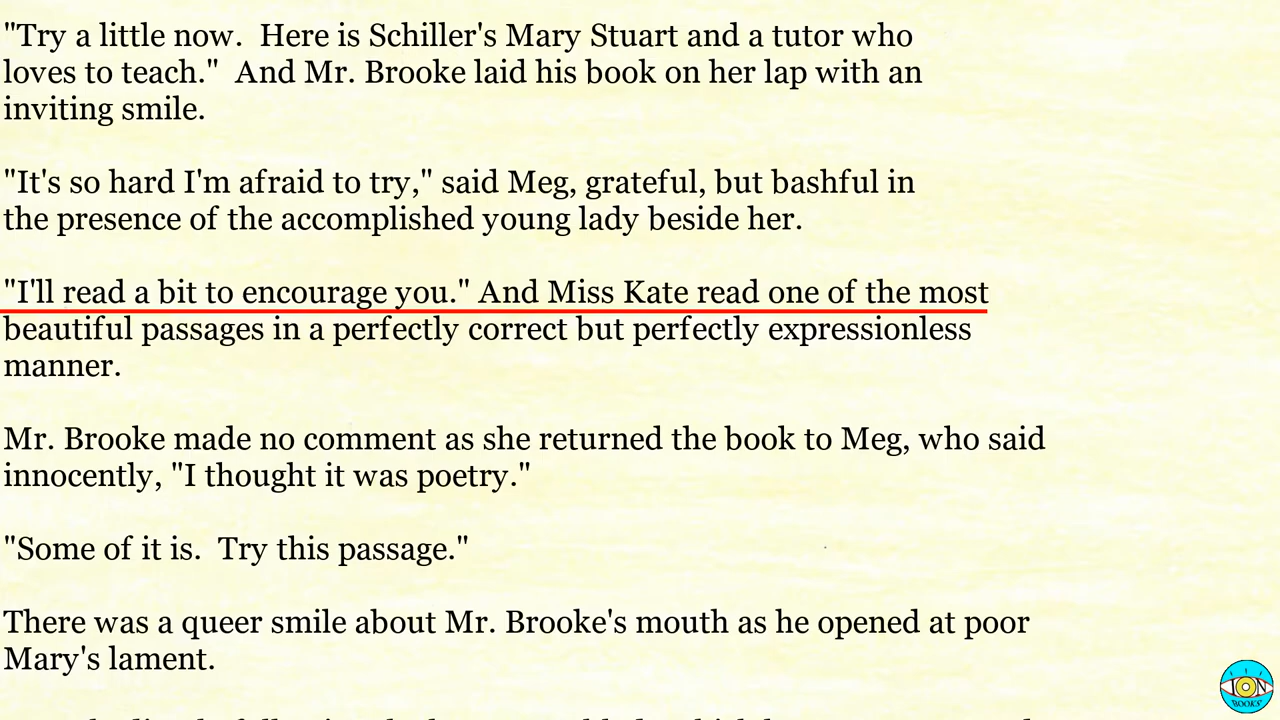 "Try a little now.  Here is Schiller's Mary Stuart and a tutor who
loves to teach."  And Mr. Brooke laid his book on her lap with an
inviting smile.
"It's so hard I'm afraid to try," said Meg, grateful, but bashful in
the presence of the accomplished young lady beside her.
"I'll read a bit to encourage you." And Miss Kate read one of the most
beautiful passages in a perfectly correct but perfectly expressionless
manner.
Mr. Brooke made no comment as she returned the book to Meg, who said
innocently, "I thought it was poetry."
"Some of it is.  Try this passage."
There was a queer smile about Mr. Brooke's mouth as he opened at poor
Mary's lament.
ION
BOOKS